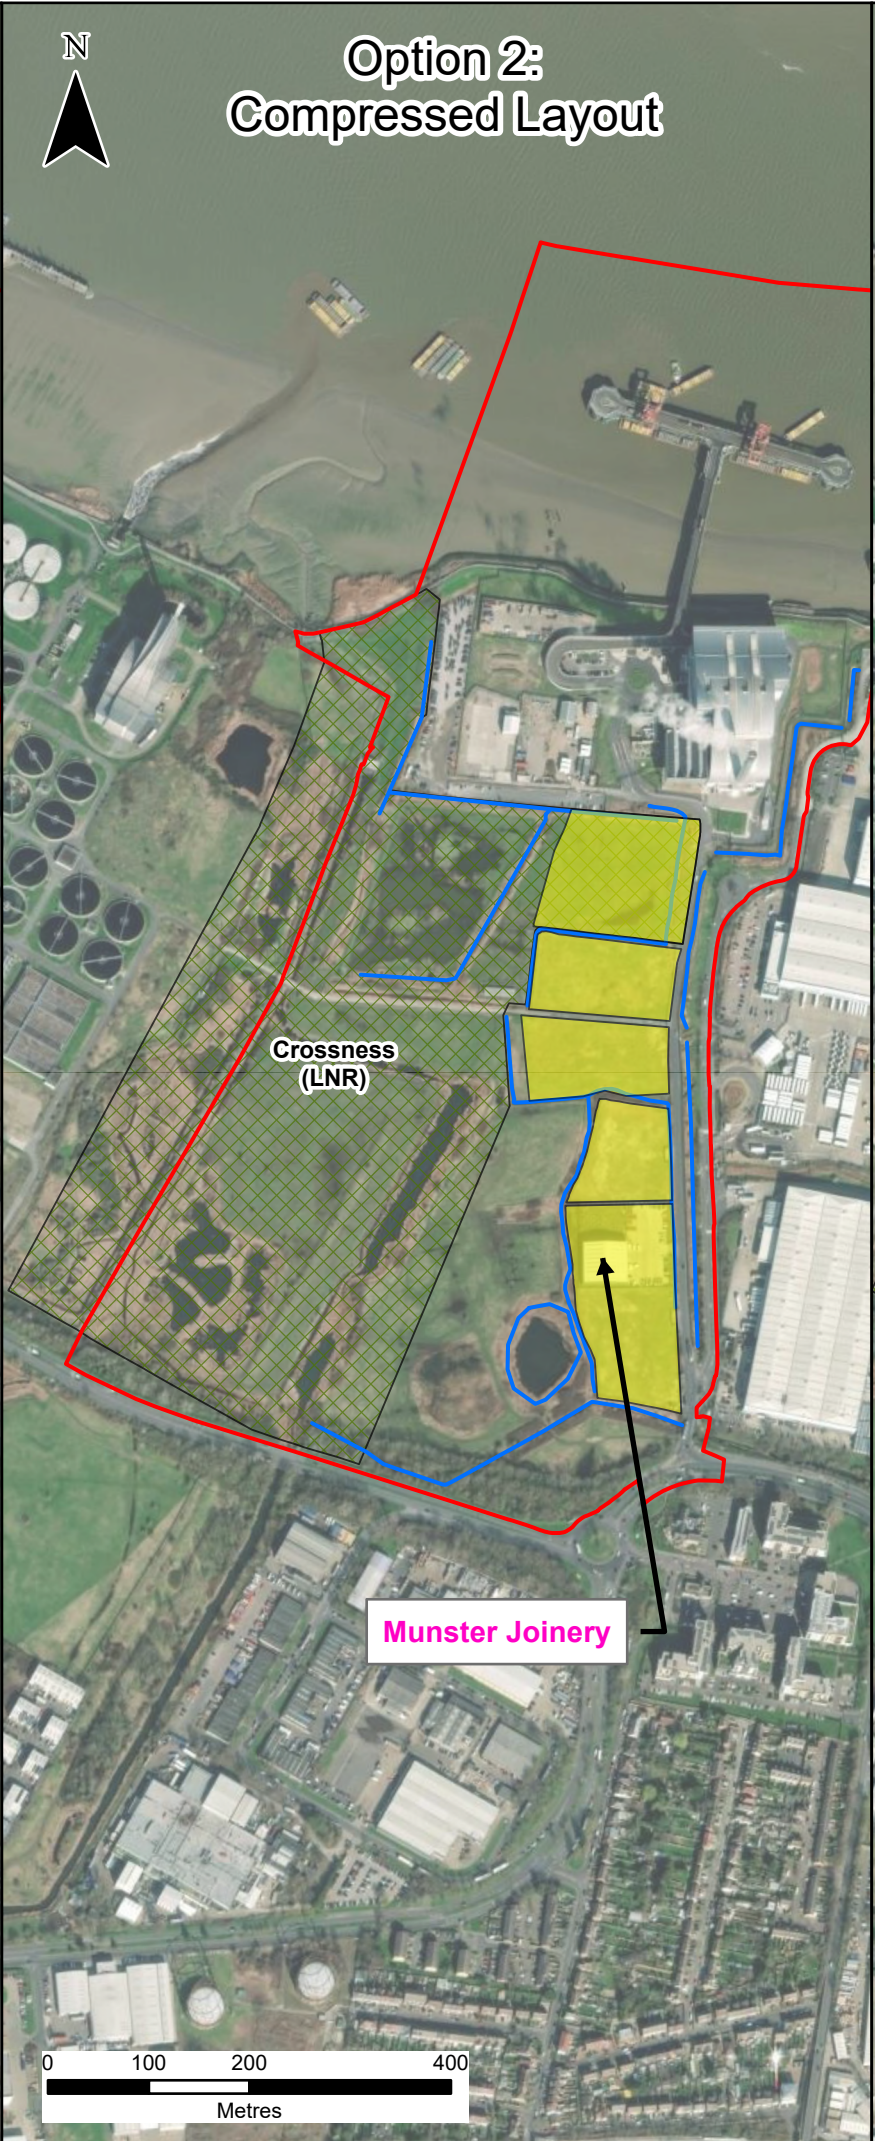 N
Option 2:
Compressed Layout
Crossness
(LNR)
Munster Joinery
0 100 200 400
Metres